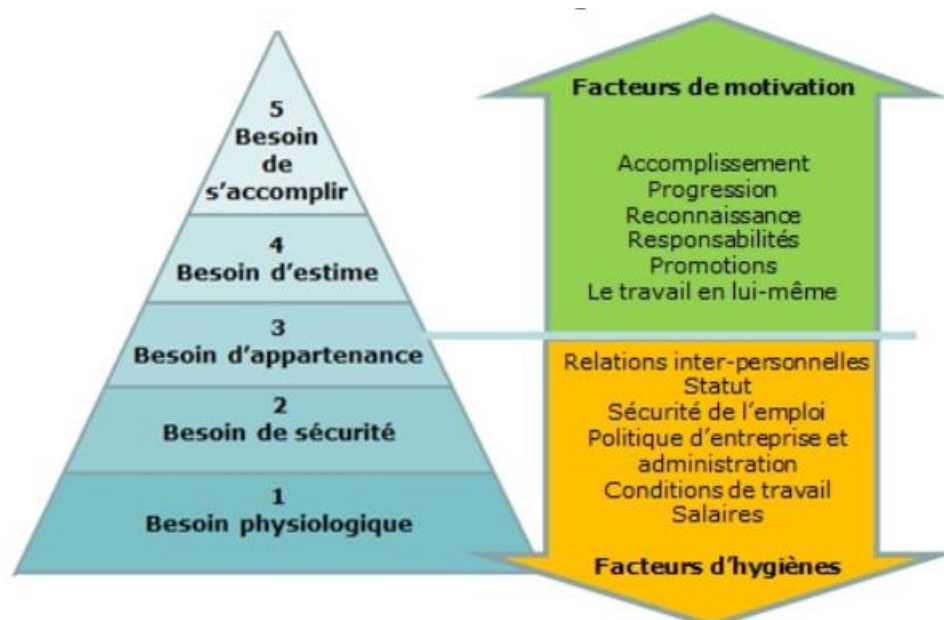 5
Besoin
de
s'accomplir
4
Besoin d'estime
3
Besoin d'appartenance
2
Besoin de sécurité
1
Besoin physiologique
Facteurs de motivation
Accomplissement
Progression
Reconnaissance
Responsabilités
Promotions
Le travail en lui-même
Relations inter-personnelles
Statut
Sécurité de l'emploi
Politique d'entreprise et
administration
Conditions de travail
Salaires
Facteurs d'hygiènes